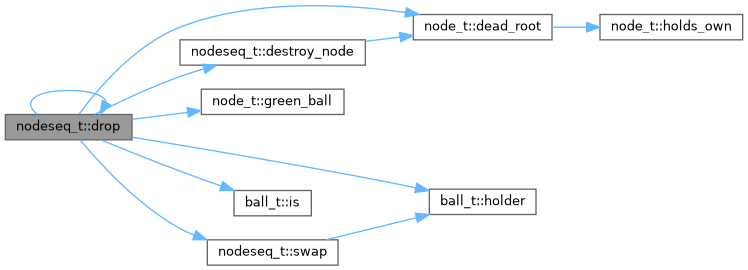 nodeseq_t::drop
nodeseq_t::destroy_node
node_t::dead_root
node_t::holds_own
node_t::green_ball
ball_t::is
ball_t::holder
nodeseq_t::swap